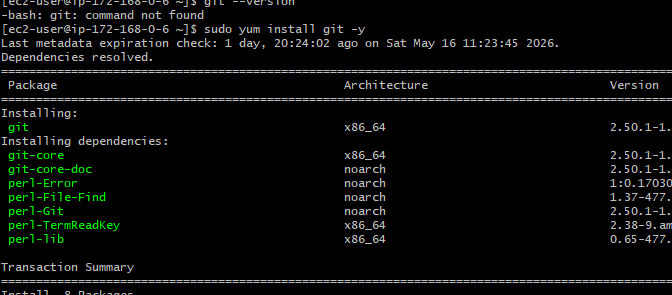 [ec2-user@ip-172-168-0-6 ~]$ git --version
-bash: git: command not found
[ec2-user@ip-172-168-0-6 ~]$ sudo yum install git -y
Last metadata expiration check: 1 day, 20:24:02 ago on Sat May 16 11:23:45 2026.
Dependencies resolved.
================================================================================
Package Architecture Version
================================================================================
Installing:
git x86_64 2.50.1-1.
Installing dependencies:
git-core x86_64 2.50.1-1.
git-core-doc noarch 2.50.1-1.
perl-Error noarch 1:0.17030
perl-File-Find noarch 1.37-477.
perl-Git noarch 2.50.1-1.
perl-TermReadKey x86_64 2.38-9.am
perl-lib x86_64 0.65-477.
Transaction Summary
================================================================================
Install 8 Packages